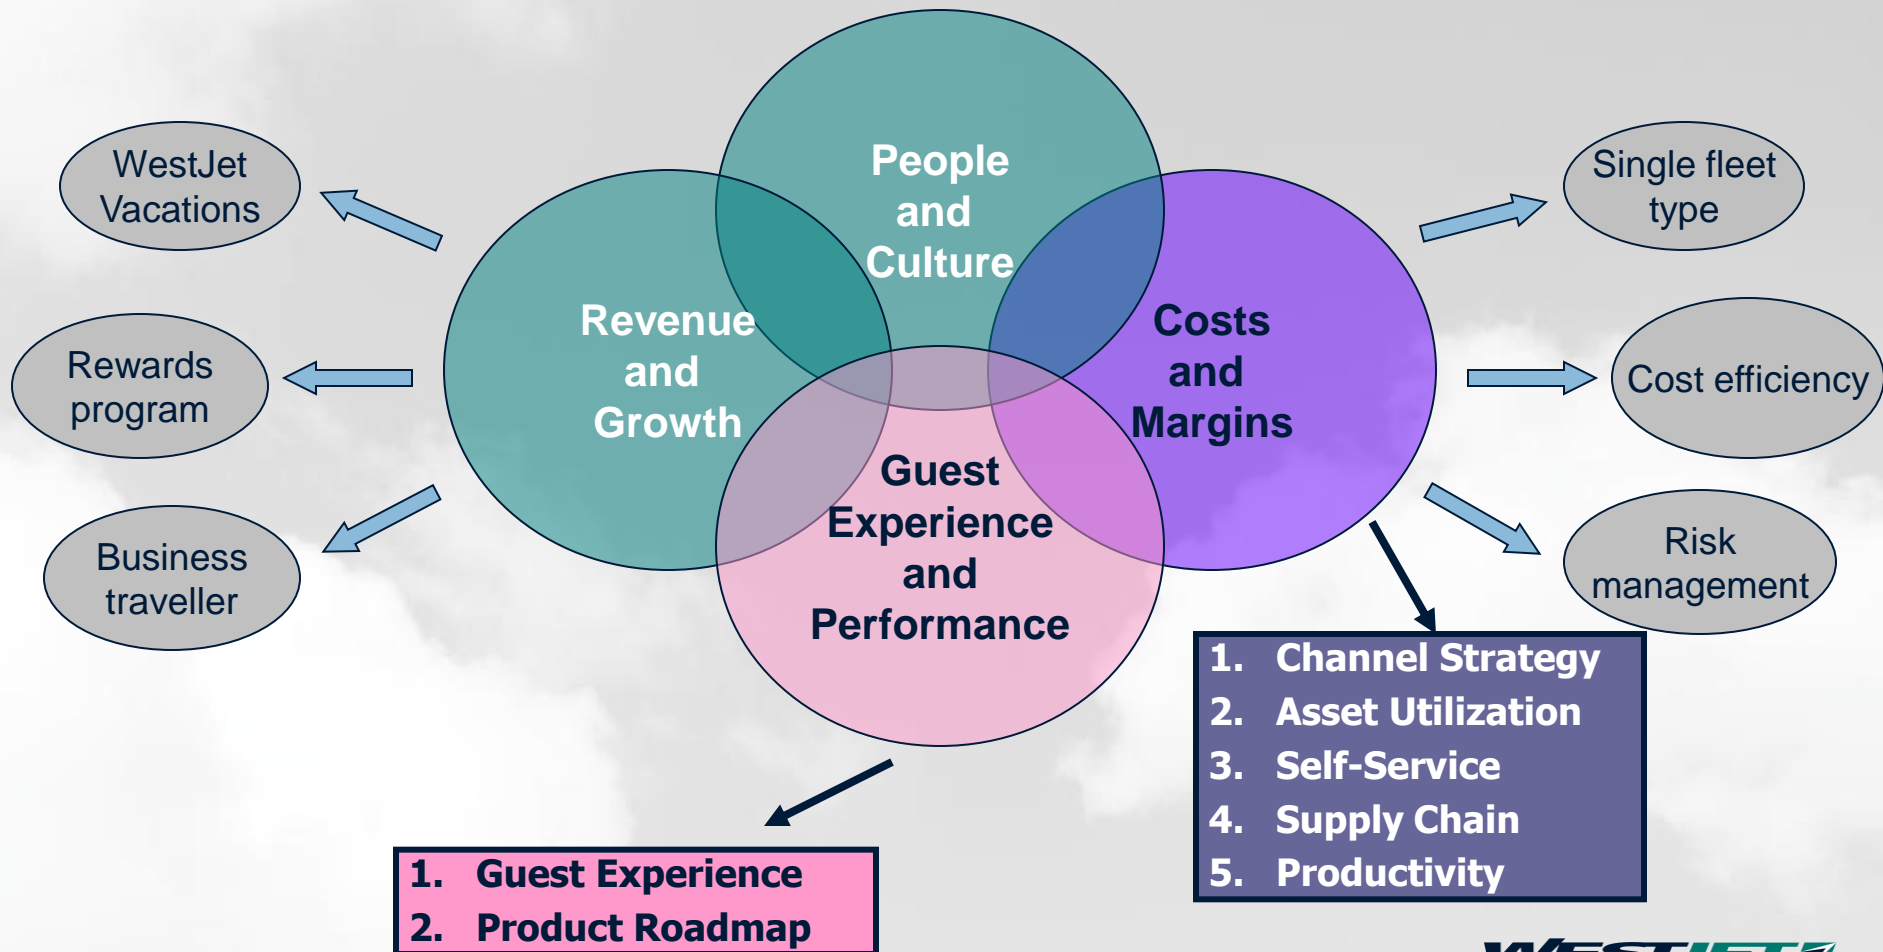 People
and
Culture
Revenue
and
Growth
Costs
and
Margins
Guest
Experience
and
Performance
WestJet
Vacations
Rewards
program
Business
traveller
Single fleet
type
Cost efficiency
Risk
management
1. Channel Strategy
2. Asset Utilization
3. Self-Service
4. Supply Chain
5. Productivity
1. Guest Experience
2. Product Roadmap
WESTJET